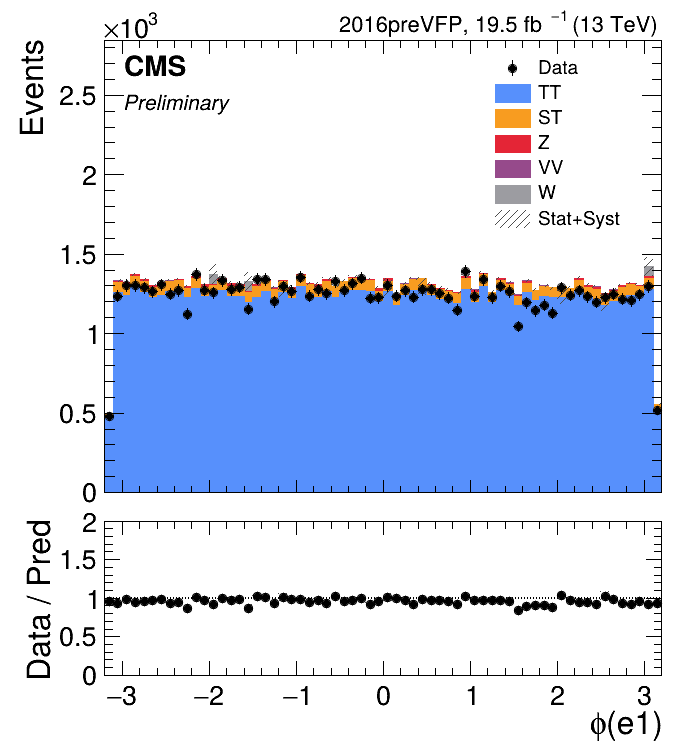 ×10³ 2016preVFP, 19.5 fb ⁻¹ (13 TeV)
CMS
Preliminary
Data
TT
ST
Z
VV
W
Stat+Syst
Events
2.5
2
1.5
1
0.5
0
Data / Pred
2
1.5
1
0.5
0
−3 −2 −1 0 1 2 3
ϕ(e1)